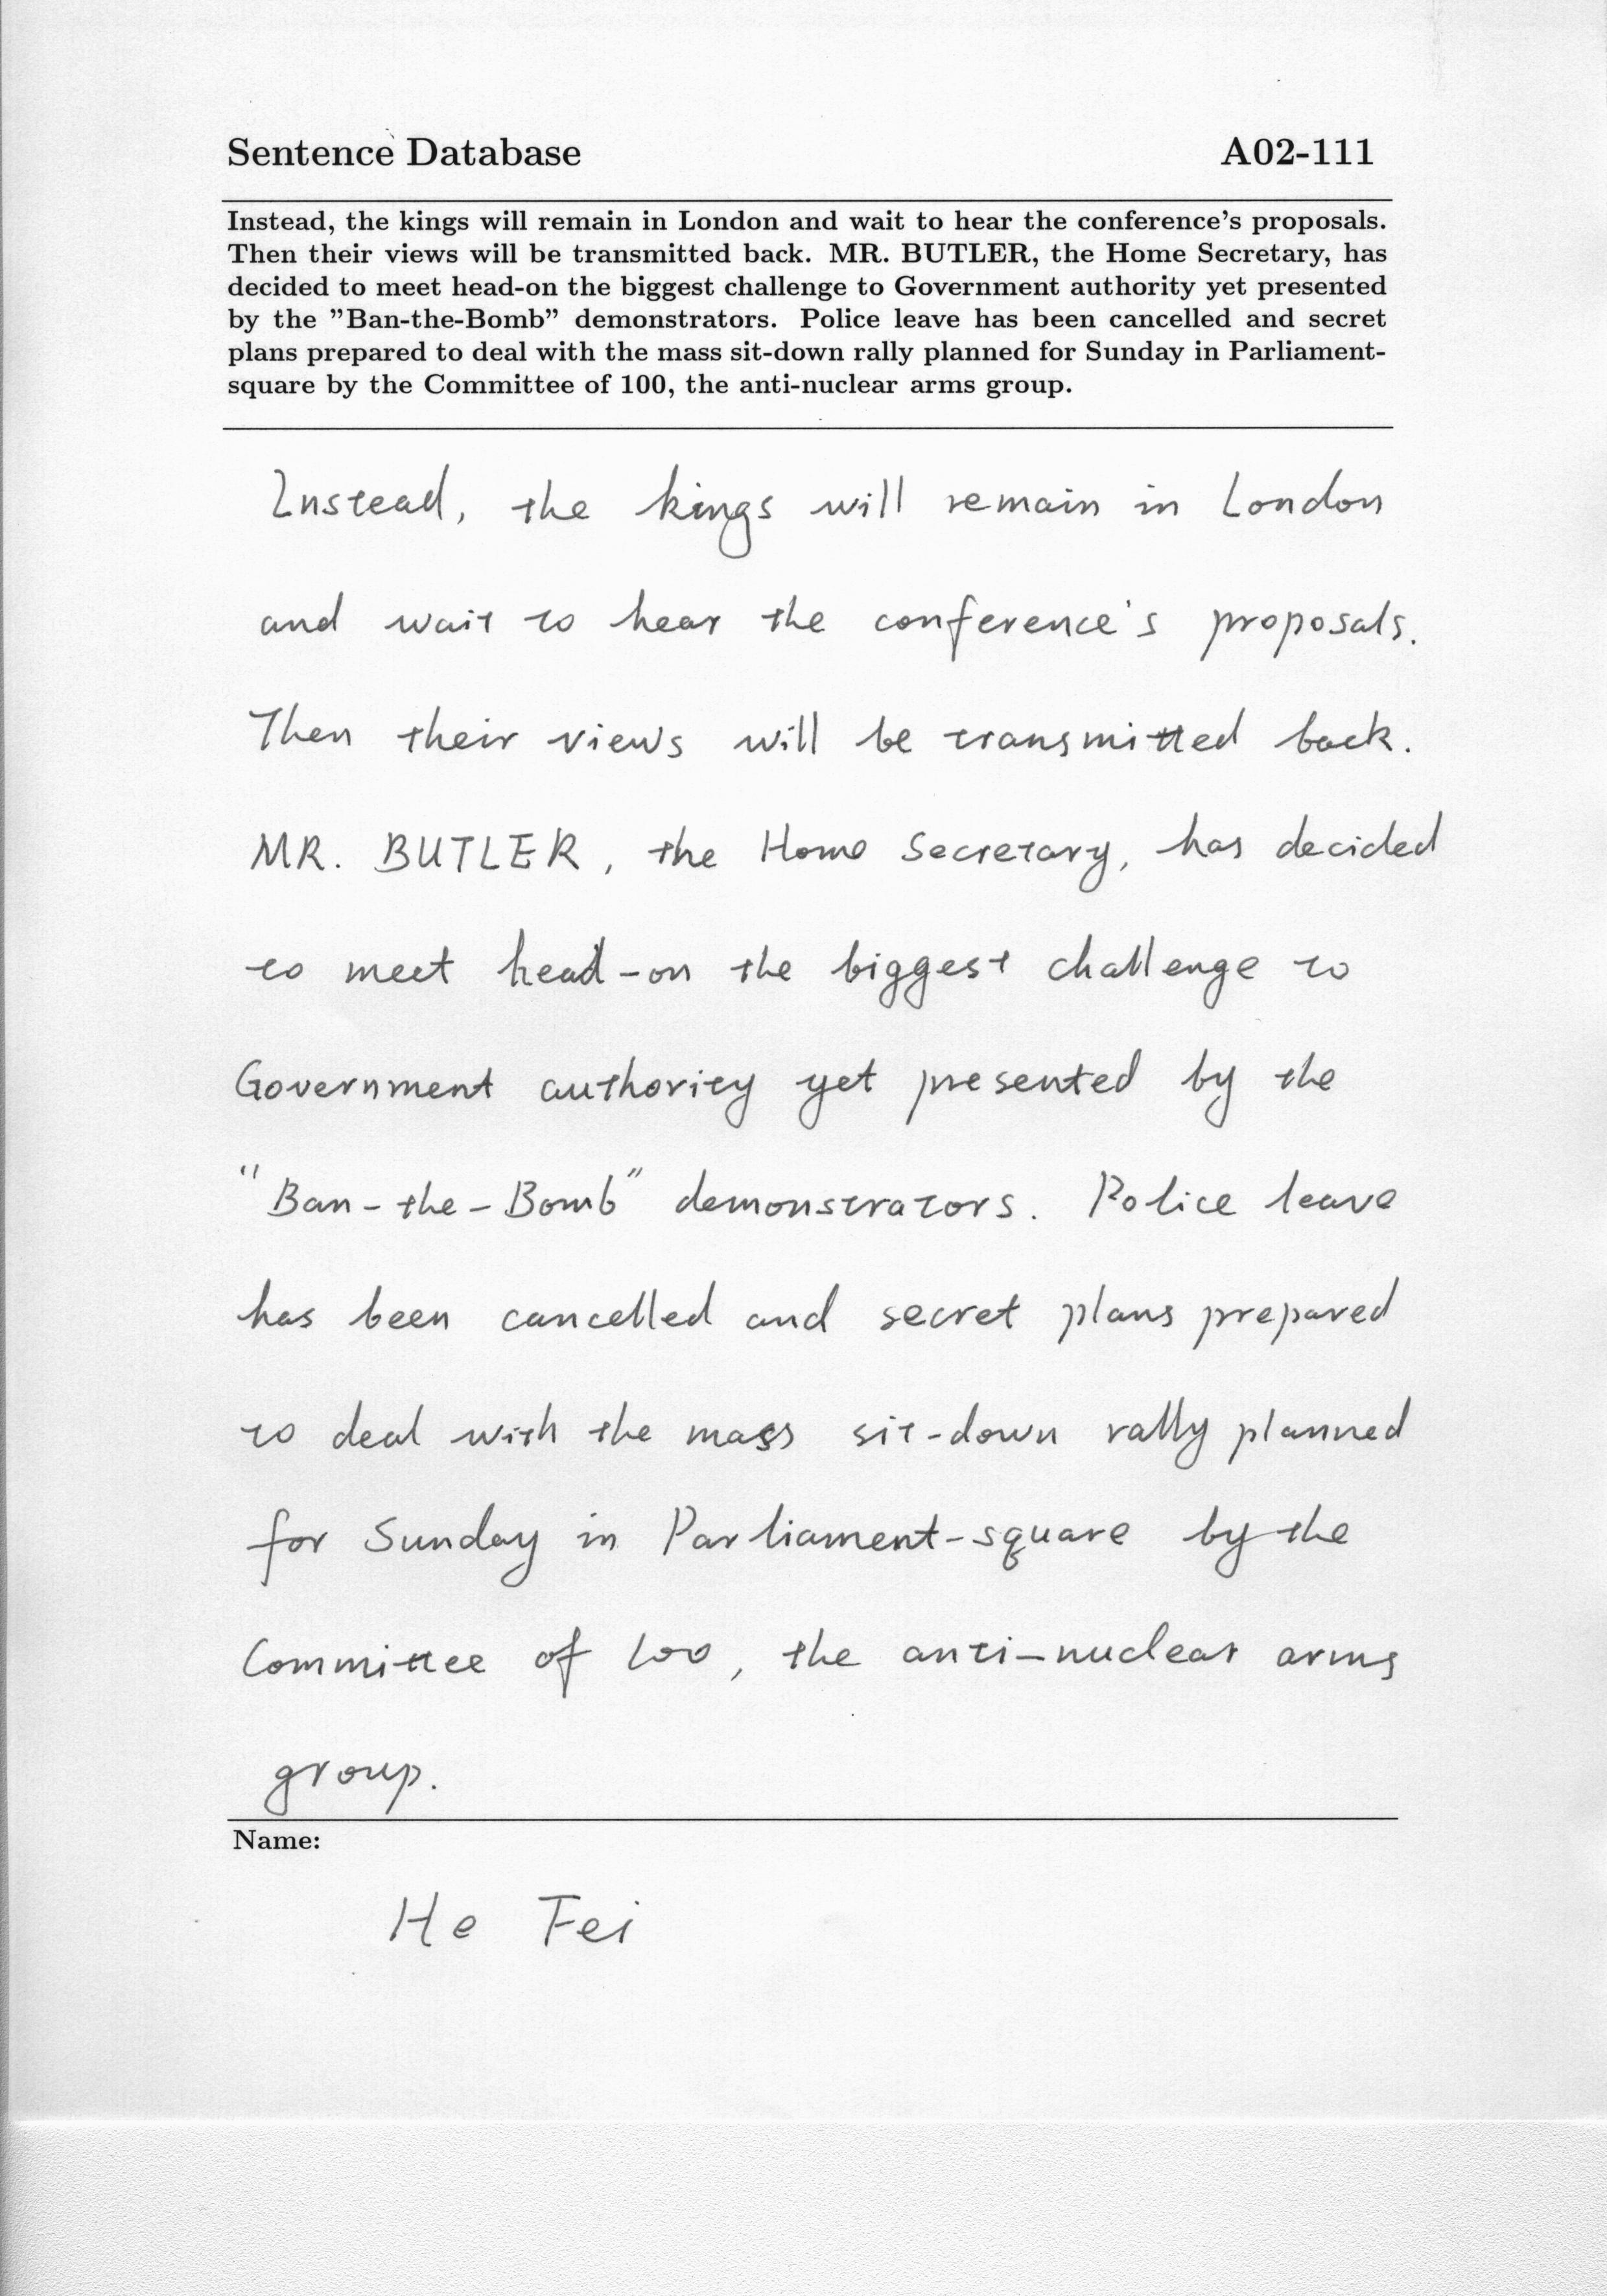 Sentence Database A02-111
Instead, the kings will remain in London and wait to hear the conference's proposals.
Then their views will be transmitted back. MR. BUTLER, the Home Secretary, has
decided to meet head-on the biggest challenge to Government authority yet presented
by the "Ban-the-Bomb" demonstrators. Police leave has been cancelled and secret
plans prepared to deal with the mass sit-down rally planned for Sunday in Parliament-
square by the Committee of 100, the anti-nuclear arms group.
Instead, the kings will remain in London
and wait to hear the conference's proposals.
Then their views will be transmitted back.
MR. BUTLER, the Home Secretary, has decided
to meet head-on the biggest challenge to
Government authority yet presented by the
"Ban-the-Bomb" demonstrators. Police leave
has been cancelled and secret plans prepared
to deal with the mass sit-down rally planned
for Sunday in Parliament-square by the
Committee of 100, the anti-nuclear arms
group.
Name:
He Fei